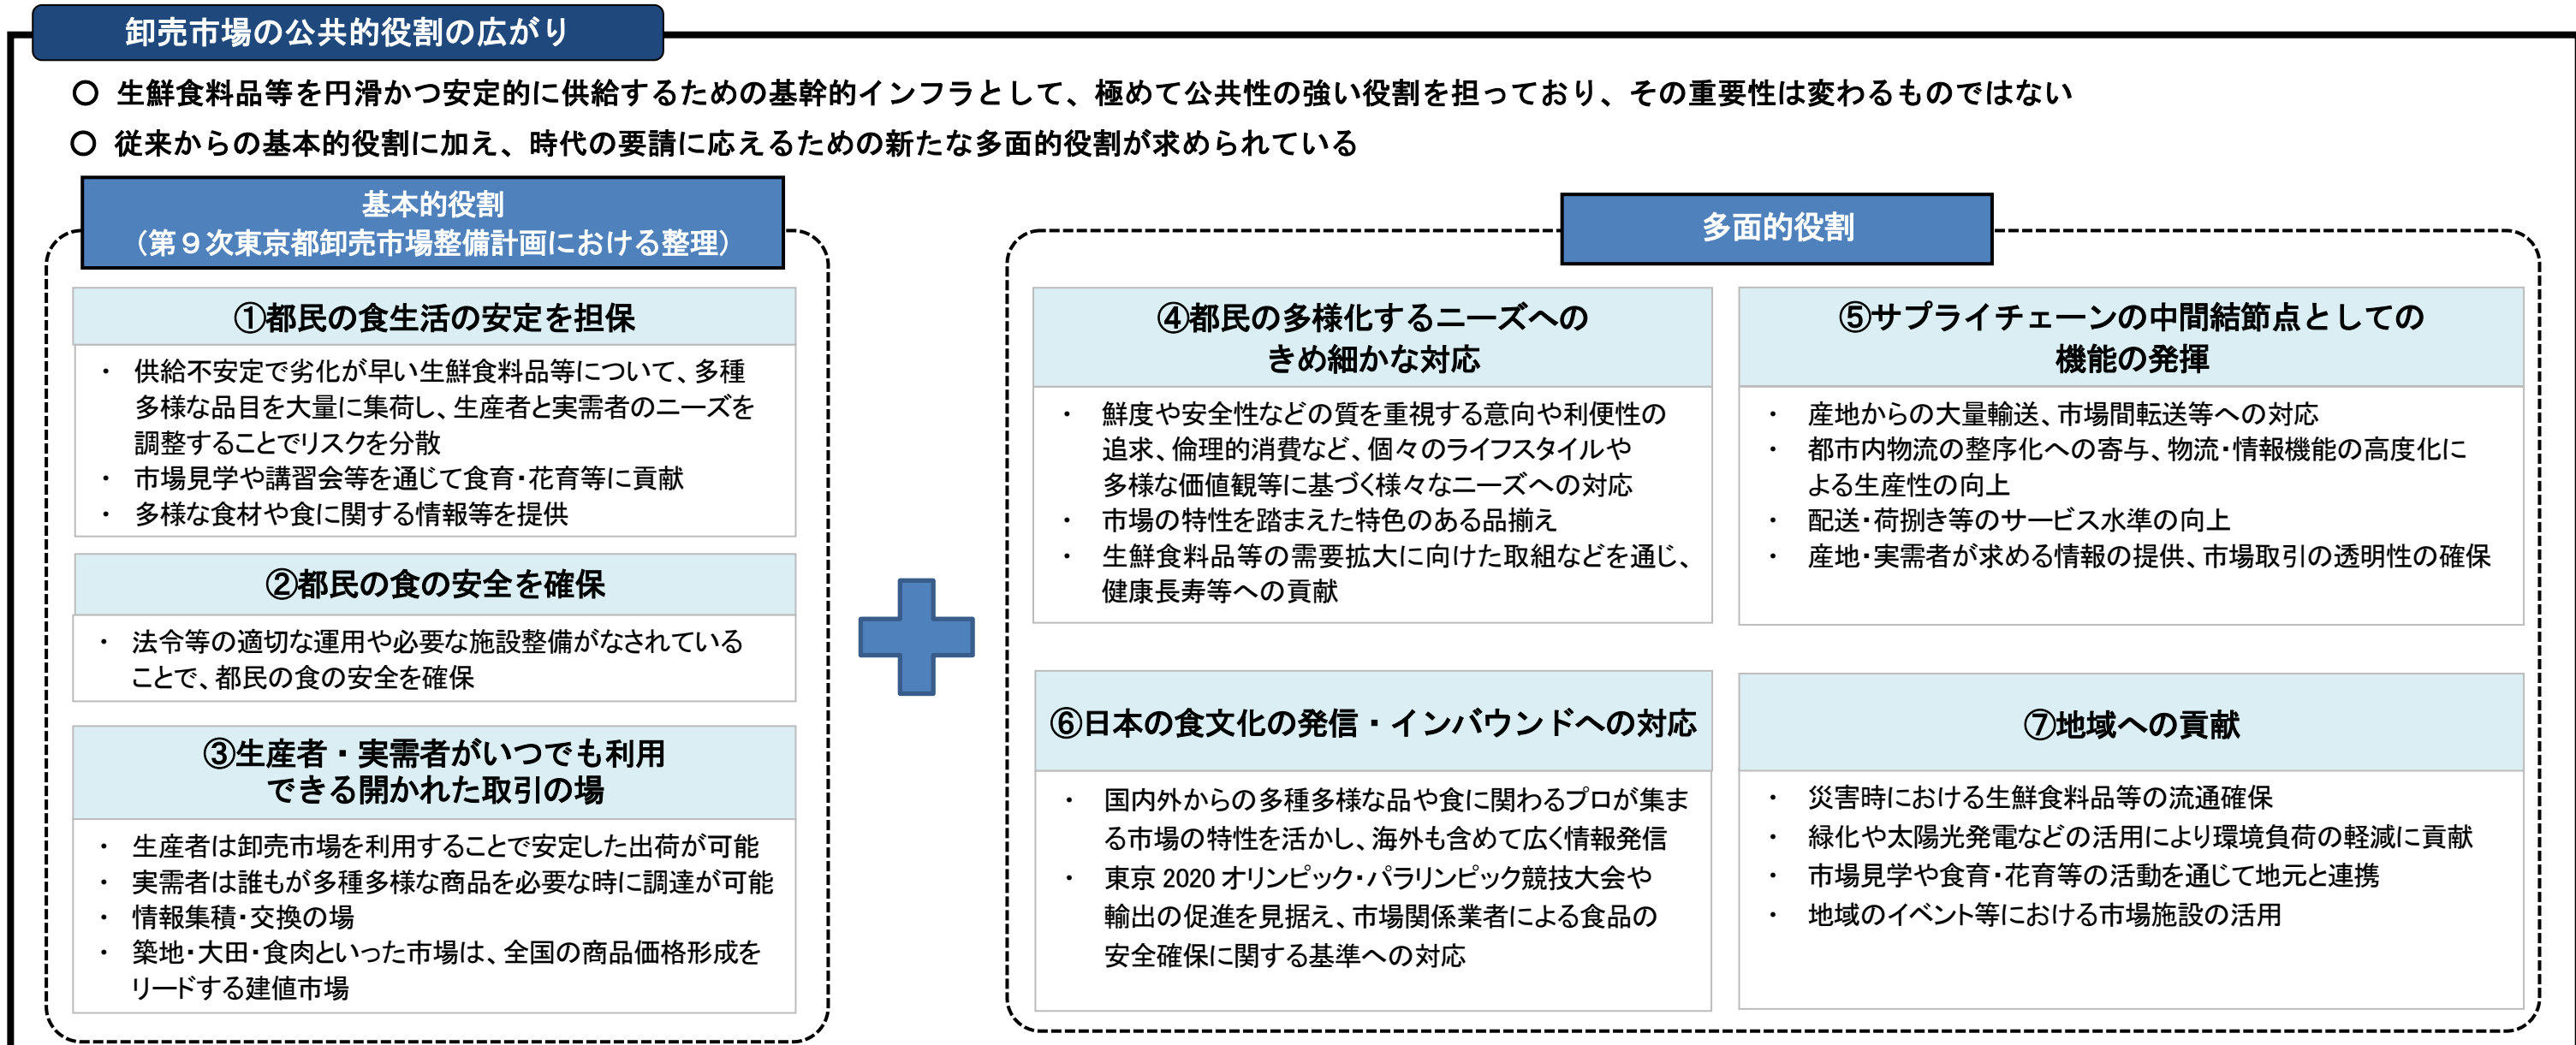 卸売市場の公共的役割の広がり
〇 生鮮食料品等を円滑かつ安定的に供給するための基幹的インフラとして、極めて公共性の強い役割を担っており、その重要性は変わるものではない
〇 従来からの基本的役割に加え、時代の要請に応えるための新たな多面的役割が求められている
基本的役割
（第９次東京都卸売市場整備計画における整理）
①都民の食生活の安定を担保
・ 供給不安定で劣化が早い生鮮食料品等について、多種
多様な品目を大量に集荷し、生産者と実需者のニーズを
調整することでリスクを分散
・ 市場見学や講習会等を通じて食育・花育等に貢献
・ 多様な食材や食に関する情報等を提供
②都民の食の安全を確保
・ 法令等の適切な運用や必要な施設整備がなされている
ことで、都民の食の安全を確保
③生産者・実需者がいつでも利用
できる開かれた取引の場
・ 生産者は卸売市場を利用することで安定した出荷が可能
・ 実需者は誰もが多種多様な商品を必要な時に調達が可能
・ 情報集積・交換の場
・ 築地・大田・食肉といった市場は、全国の商品価格形成を
リードする建値市場
多面的役割
④都民の多様化するニーズへの
きめ細かな対応
・ 鮮度や安全性などの質を重視する意向や利便性の
追求、倫理的消費など、個々のライフスタイルや
多様な価値観等に基づく様々なニーズへの対応
・ 市場の特性を踏まえた特色のある品揃え
・ 生鮮食料品等の需要拡大に向けた取組などを通じ、
健康長寿等への貢献
⑤サプライチェーンの中間結節点としての
機能の発揮
・ 産地からの大量輸送、市場間転送等への対応
・ 都市内物流の整序化への寄与、物流・情報機能の高度化に
よる生産性の向上
・ 配送・荷捌き等のサービス水準の向上
・ 産地・実需者が求める情報の提供、市場取引の透明性の確保
⑥日本の食文化の発信・インバウンドへの対応
・ 国内外からの多種多様な品や食に関わるプロが集ま
る市場の特性を活かし、海外も含めて広く情報発信
・ 東京 2020 オリンピック・パラリンピック競技大会や
輸出の促進を見据え、市場関係業者による食品の
安全確保に関する基準への対応
⑦地域への貢献
・ 災害時における生鮮食料品等の流通確保
・ 緑化や太陽光発電などの活用により環境負荷の軽減に貢献
・ 市場見学や食育・花育等の活動を通じて地元と連携
・ 地域のイベント等における市場施設の活用